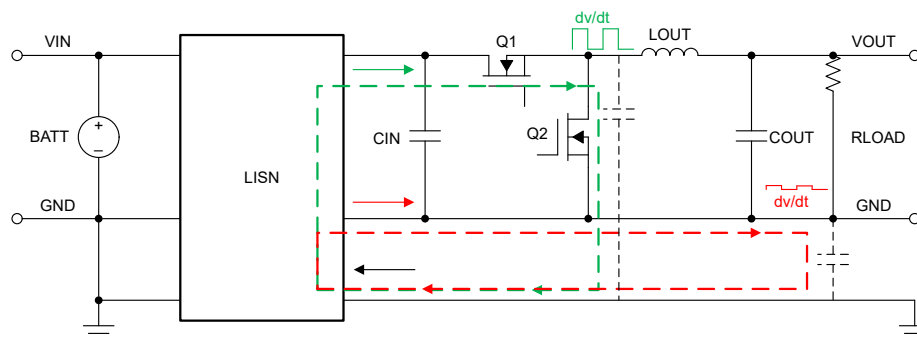 dv/dt
VIN
Q1
LOUT
VOUT
BATT
+
−
LISN
CIN
Q2
COUT
RLOAD
GND
dv/dt
GND